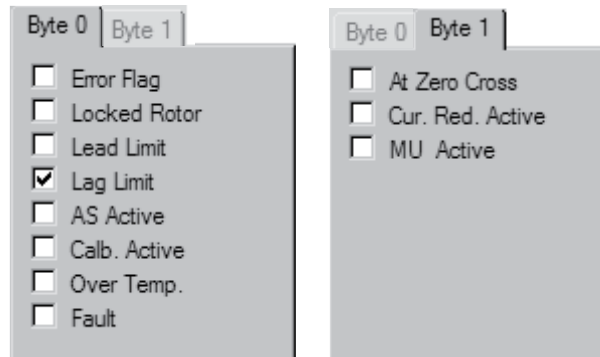 Byte 0 Byte 1
Error Flag
Locked Rotor
Lead Limit
Lag Limit
AS Active
Calb. Active
Over Temp.
Fault
Byte 0 Byte 1
At Zero Cross
Cur. Red. Active
MU Active